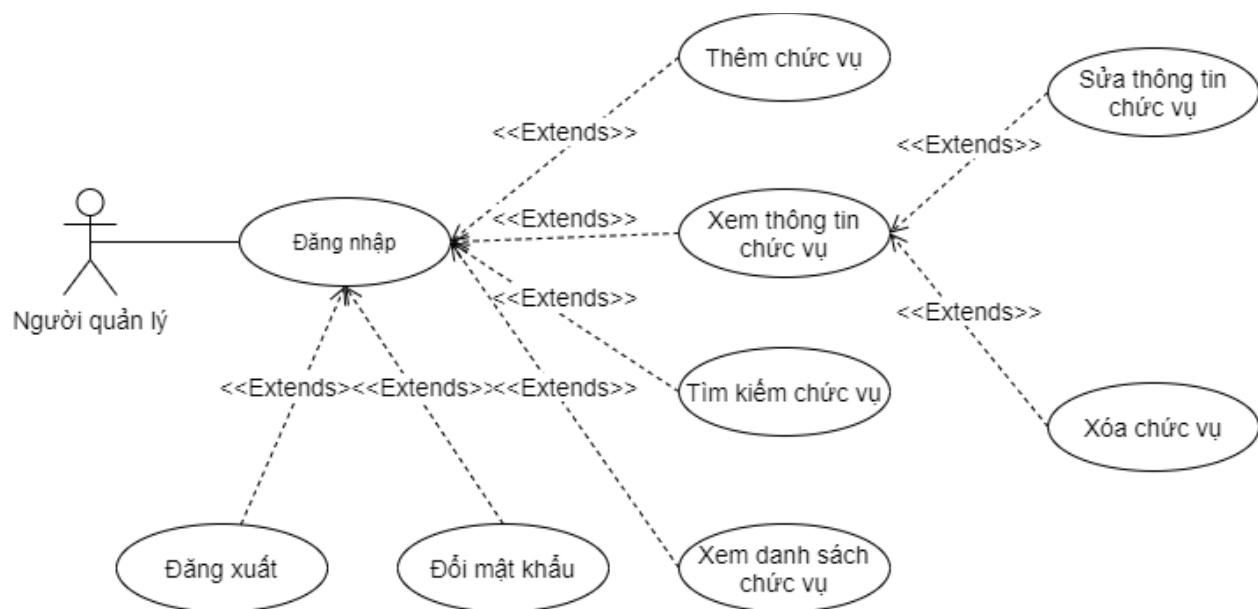 Thêm chức vụ
Sửa thông tin
chức vụ
<<Extends>>
<<Extends>>
<<Extends>>
Đăng nhập
Xem thông tin
chức vụ
<<Extends>>
<<Extends>>
Người quản lý
<<Extends>
<<Extends>>
<<Extends>>
Tìm kiếm chức vụ
Xóa chức vụ
Đăng xuất
Đổi mật khẩu
Xem danh sách
chức vụ